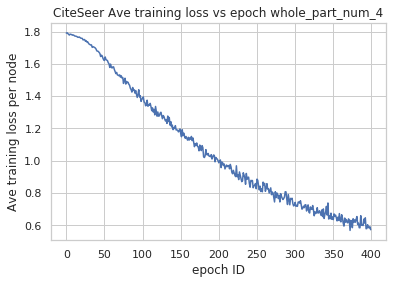 CiteSeer Ave training loss vs epoch whole_part_num_4
Ave training loss per node
1.8
1.6
1.4
1.2
1.0
0.8
0.6
0 50 100 150 200 250 300 350 400
epoch ID